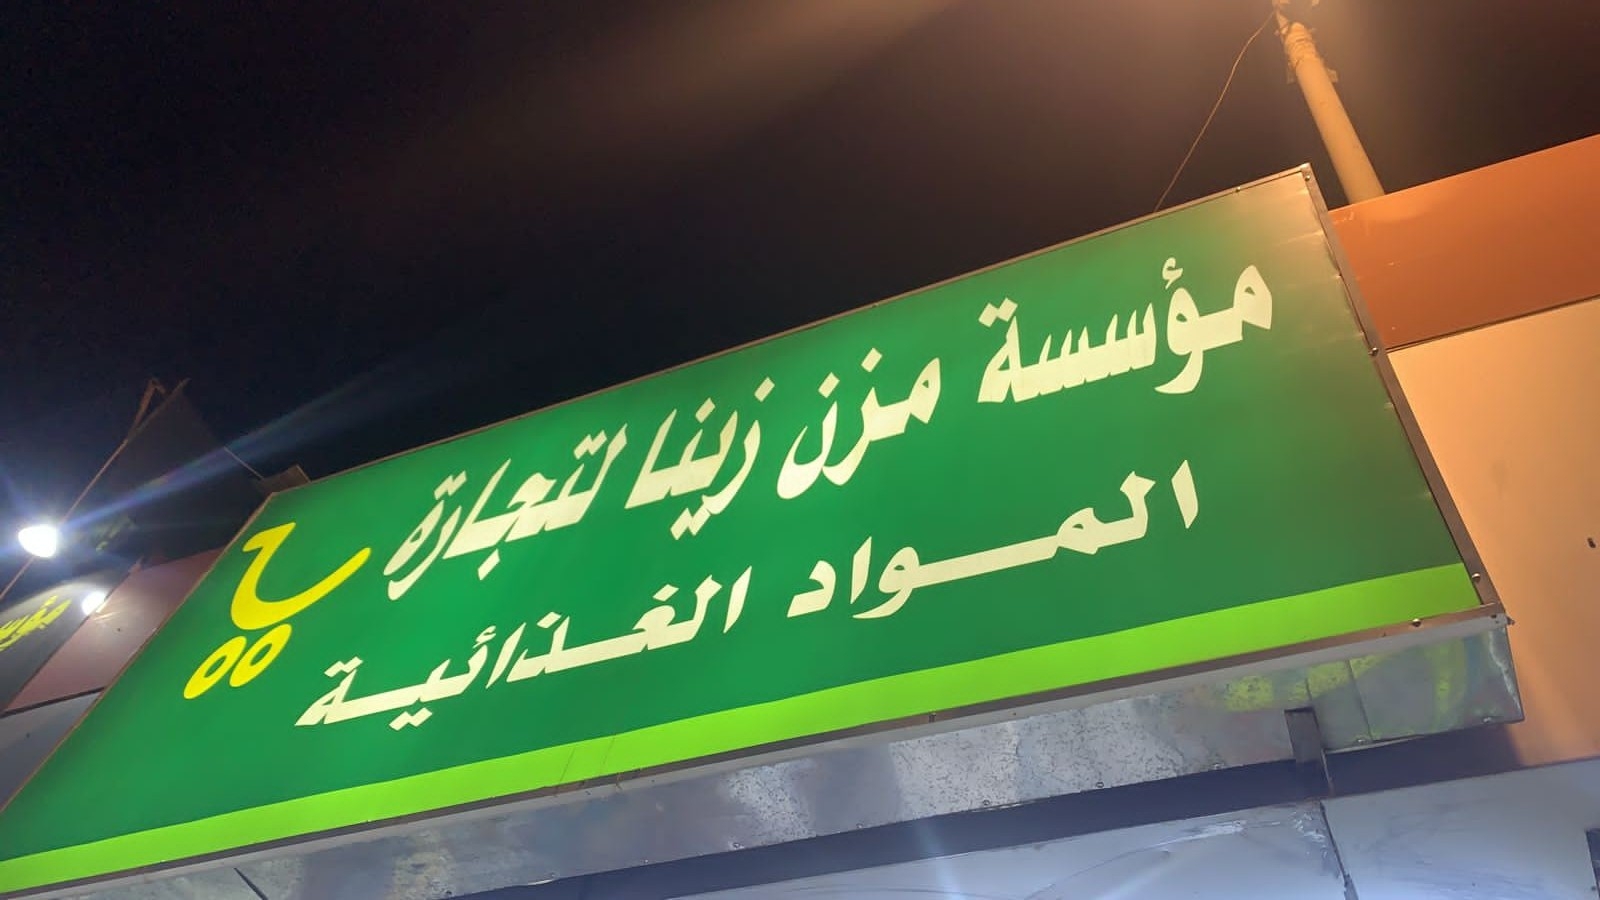 مؤسسة مزن زينا لتجارة
المواد الغذائية